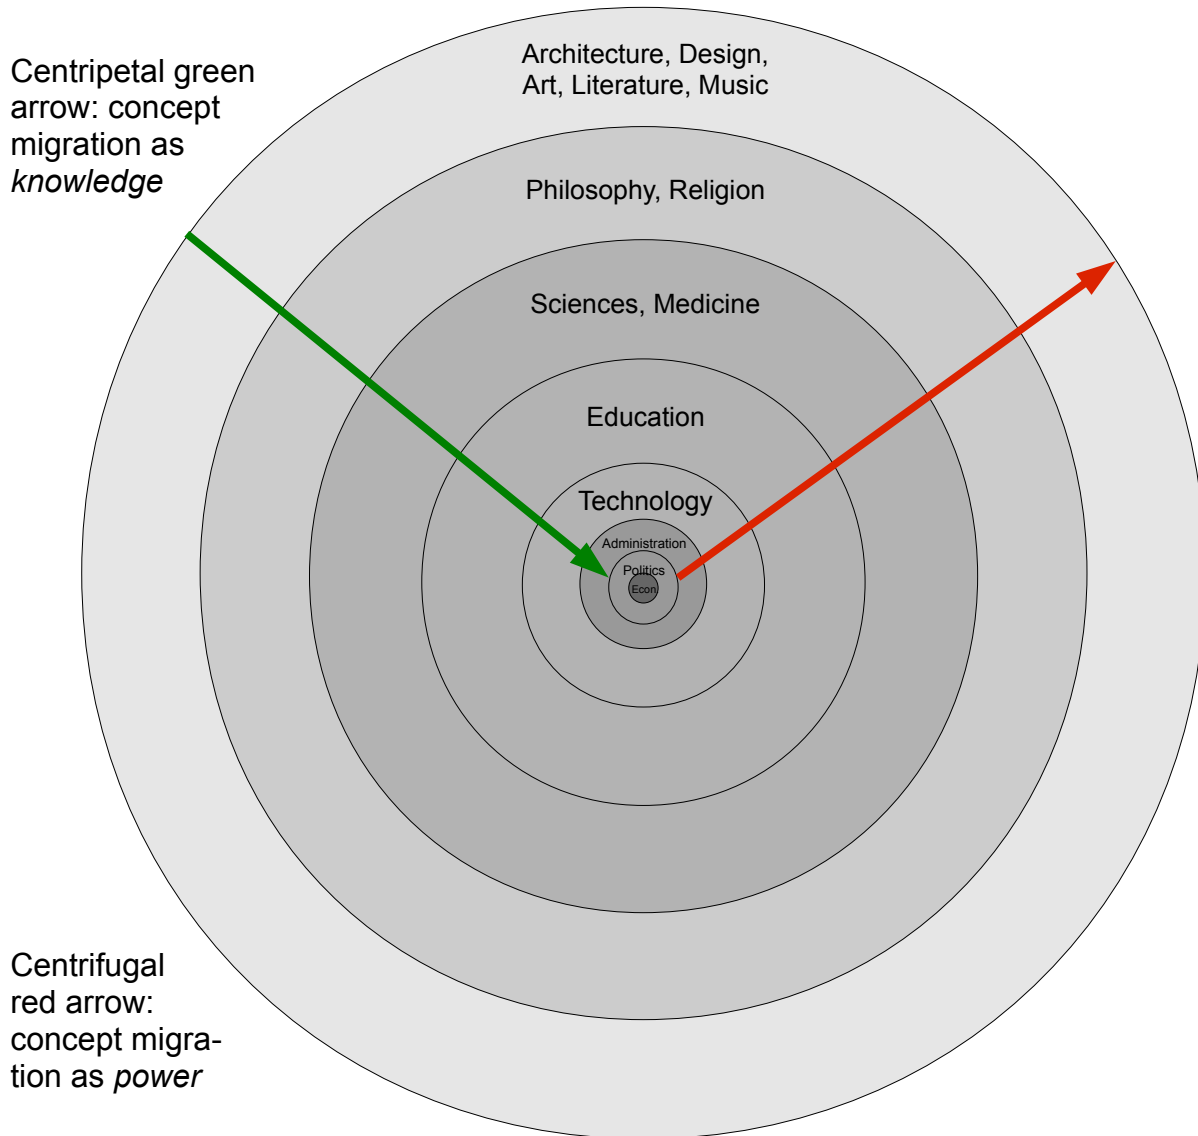 Centripetal green
arrow: concept
migration as
knowledge
Architecture, Design,
Art, Literature, Music
Philosophy, Religion
Sciences, Medicine
Education
Technology
Administration
Politics
Econ
Centrifugal
red arrow:
concept migra-
tion as power